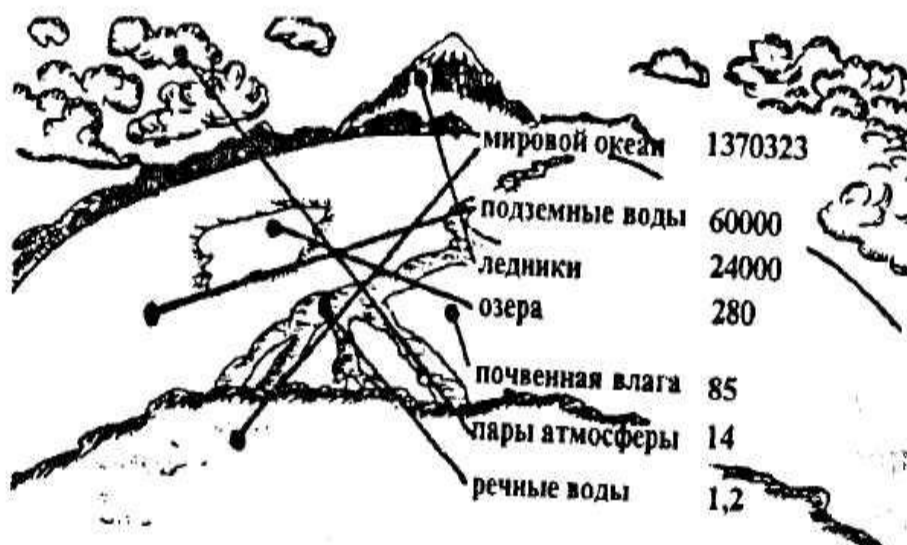 мировой океан 1370323
подземные воды 60000
ледники 24000
озера 280
почвенная влага 85
пары атмосферы 14
речные воды 1,2